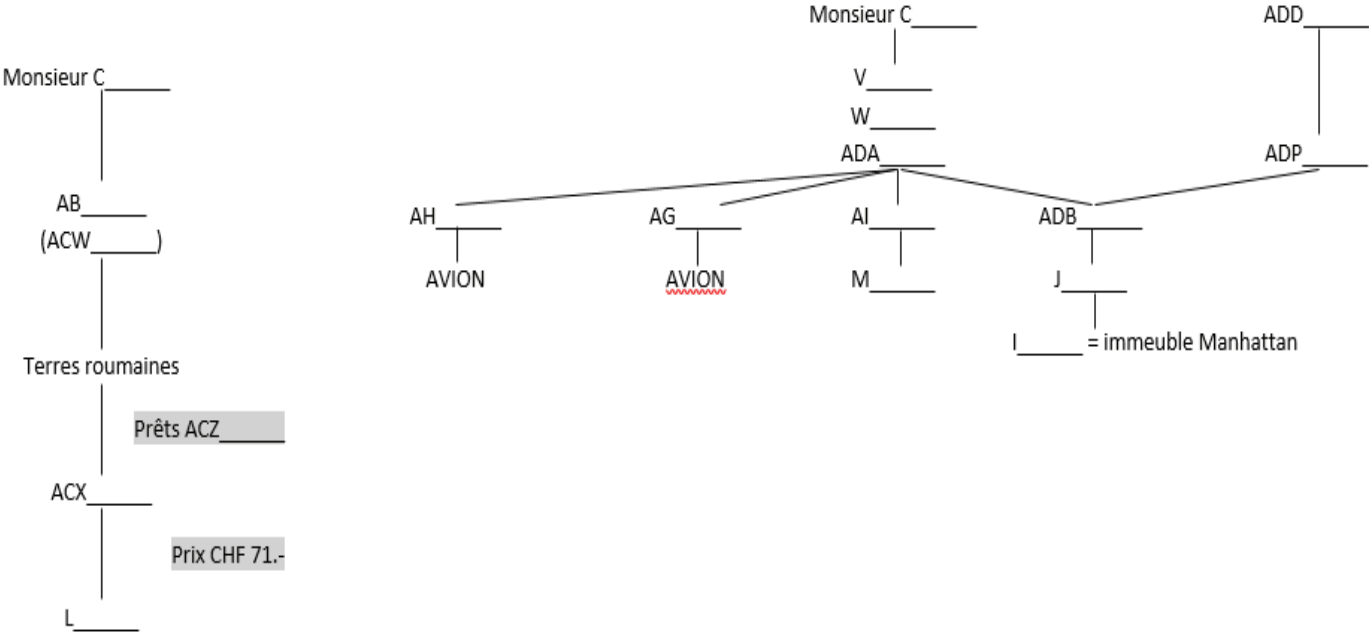 Monsieur C______
ADD______
Monsieur C______
V______
W______
ADA______
ADP______
AB______
(ACW______)
AH______
AG______
AI______
ADB______
AVION
AVION
M______
J______
I______ = immeuble Manhattan
Terres roumaines
Prêts ACZ______
ACX______
Prix CHF 71.-
L______